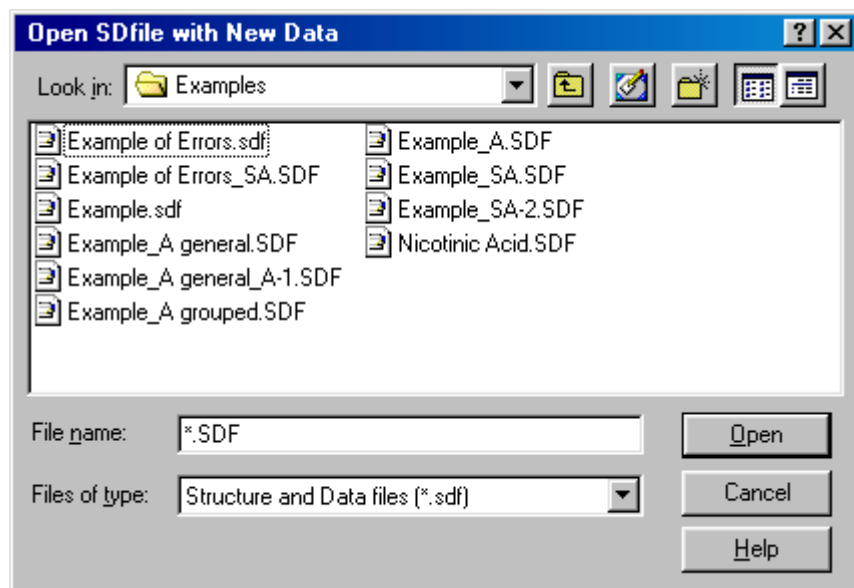 Open SDfile with New Data
Look in: Examples
Example of Errors.sdf
Example of Errors_SA.SDF
Example.sdf
Example_A general.SDF
Example_A general_A-1.SDF
Example_A grouped.SDF
Example_A.SDF
Example_SA.SDF
Example_SA-2.SDF
Nicotinic Acid.SDF
File name: *.SDF
Open
Files of type: Structure and Data files (*.sdf)
Cancel
Help